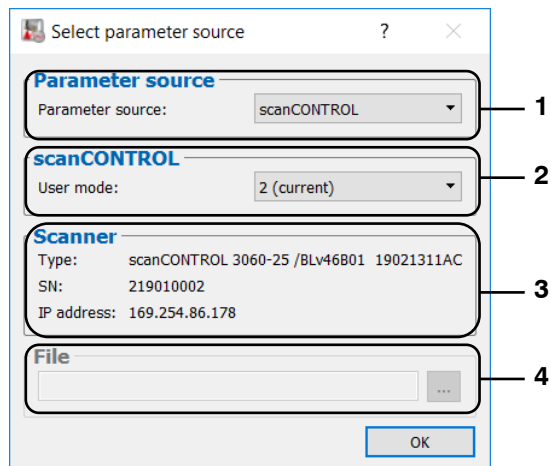 Select parameter source ?
Parameter source
Parameter source: scanCONTROL
1
scanCONTROL
User mode: 2 (current)
2
Scanner
Type: scanCONTROL 3060-25 /BLv46B01 19021311AC
SN: 219010002
IP address: 169.254.86.178
3
File
...
4
OK